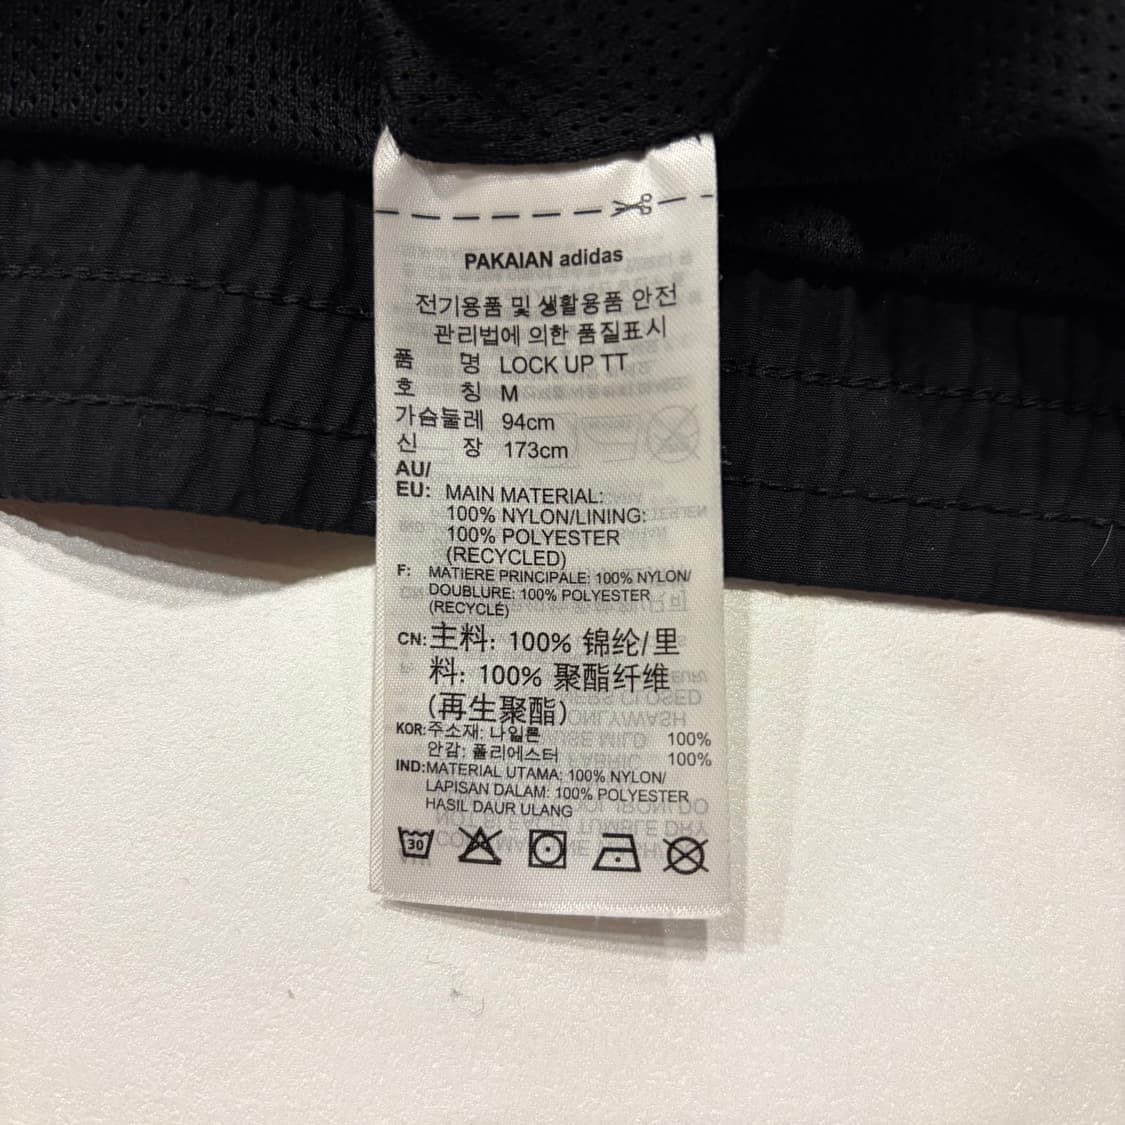 PAKAIAN adidas
전기용품 및 생활용품 안전
관리법에 의한 품질표시
품 명 LOCK UP TT
호 칭 M
가슴둘레 94cm
신 장 173cm
AU/
EU: MAIN MATERIAL:
100% NYLON/LINING:
100% POLYESTER
(RECYCLED)
F: MATIERE PRINCIPALE: 100% NYLON/
DOUBLURE: 100% POLYESTER
(RECYCLÉ)
CN: 主料: 100% 锦纶/里
料: 100% 聚酯纤维
(再生聚酯)
KOR: 주소재: 나일론 100%
안감: 폴리에스터 100%
IND: MATERIAL UTAMA: 100% NYLON/
LAPISAN DALAM: 100% POLYESTER
HASIL DAUR ULANG
30